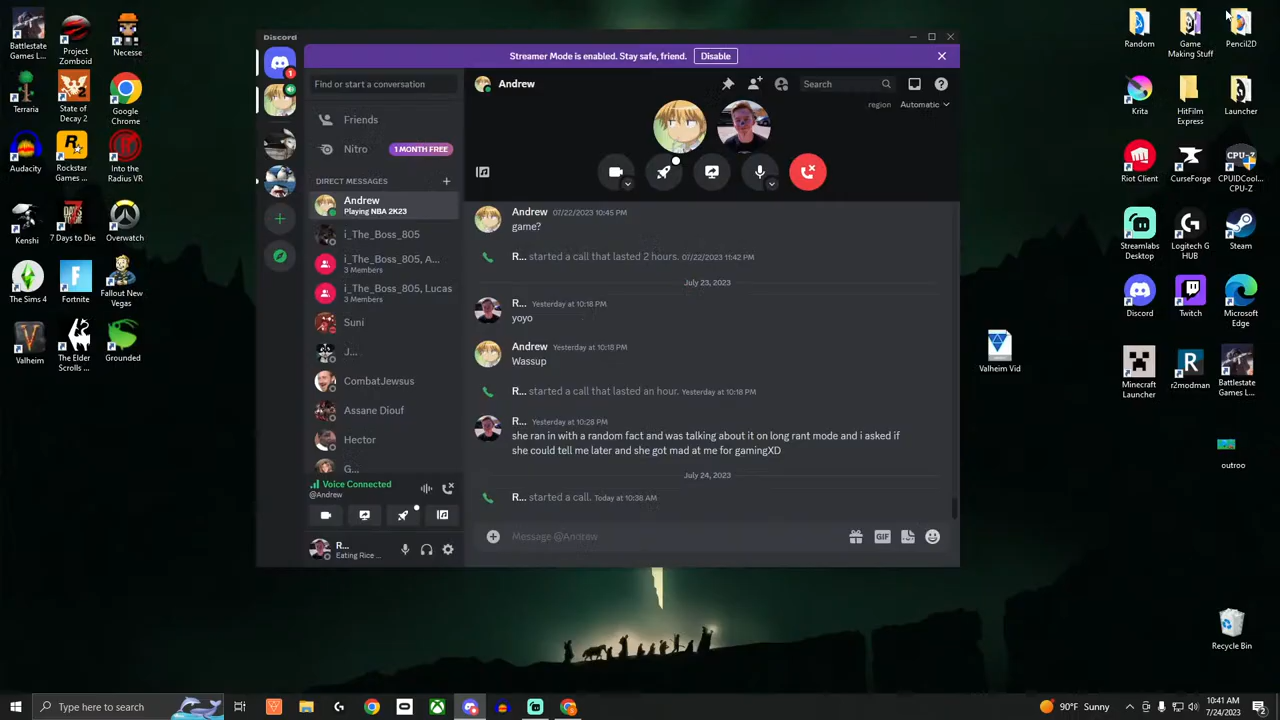 Discord
Streamer Mode is enabled. Stay safe, friend.
Disable
1
Find or start a conversation
Friends
Nitro
1 MONTH FREE
DIRECT MESSAGES
Andrew
Playing NBA 2K23
i_The_Boss_805
i_The_Boss_805, A...
3 Members
i_The_Boss_805, Lucas
3 Members
Suni
J...
CombatJewsus
Assane Diouf
Hector
G...
Voice Connected
@Andrew
R...
Eating Rice ...
Andrew
Search
region
Automatic
Andrew 07/22/2023 10:45 PM
game?
R... started a call that lasted 2 hours. 07/22/2023 11:42 PM
July 23, 2023
R... Yesterday at 10:18 PM
yoyo
Andrew Yesterday at 10:18 PM
Wassup
R... started a call that lasted an hour. Yesterday at 10:18 PM
R... Yesterday at 10:28 PM
she ran in with a random fact and was talking about it on long rant mode and i asked if
she could tell me later and she got mad at me for gamingXD
July 24, 2023
R... started a call. Today at 10:38 AM
Message @Andrew
GIF
Battlestate
Games L...
Project
Zomboid
Necesse
Terraria
State of
Decay 2
Google
Chrome
Audacity
Rockstar
Games ...
Into the
Radius VR
Kenshi
7 Days to Die
Overwatch
The Sims 4
Fortnite
Fallout New
Vegas
Valheim
The Elder
Scrolls ...
Grounded
Random
Game
Making Stuff
Pencil2D
Krita
HitFilm
Express
Launcher
Riot Client
CurseForge
CPU-Z
CPUIDCool...
CPU-Z
Streamlabs
Desktop
Logitech G
HUB
Steam
Discord
Twitch
Microsoft
Edge
Valheim Vid
Minecraft
Launcher
R
r2modman
Battlestate
Games L...
outroo
Recycle Bin
Type here to search
90°F Sunny
10:41 AM
7/24/2023
2